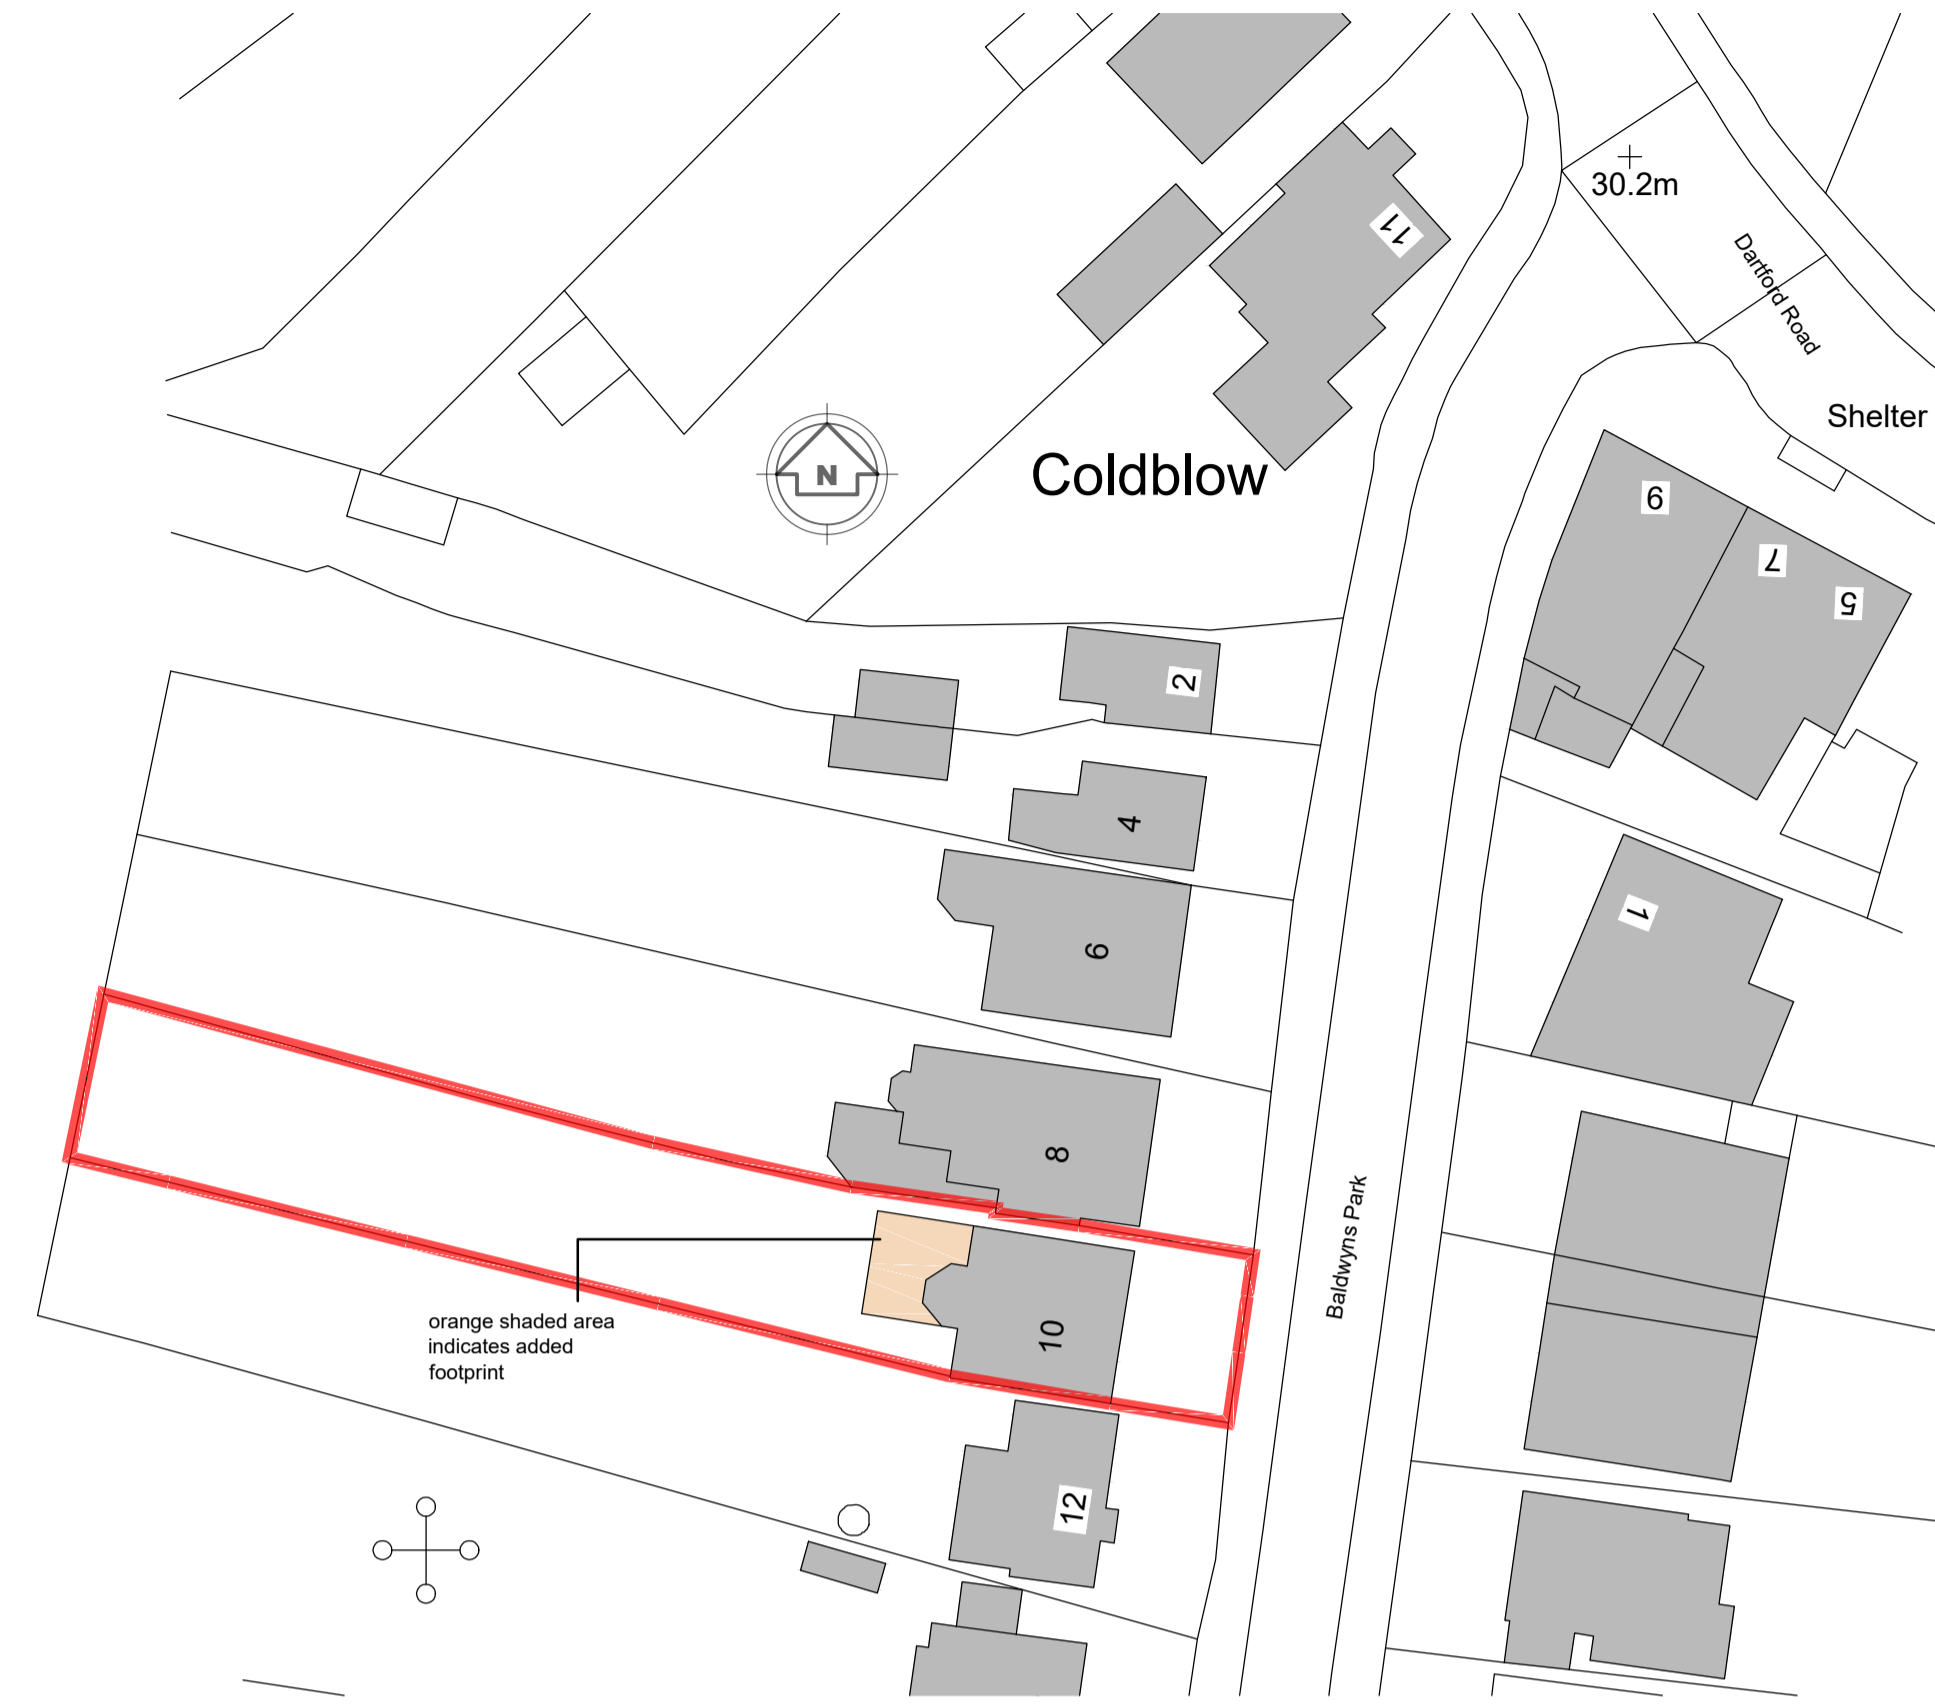 11
30.2m
Dartford Road
Shelter
Coldblow
N
9
7
5
2
4
1
6
8
Baldwyns Park
10
orange shaded area
indicates added
footprint
12